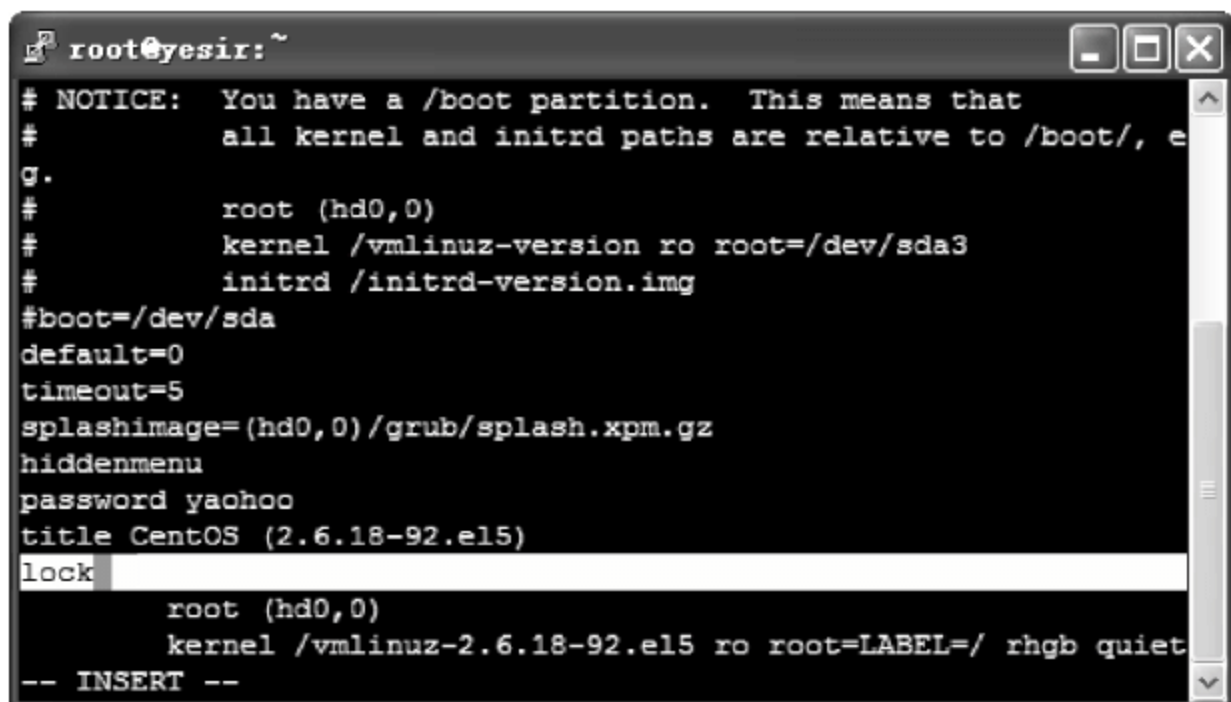 root@yesir:~
# NOTICE:  You have a /boot partition.  This means that
#          all kernel and initrd paths are relative to /boot/, e
g.
#          root (hd0,0)
#          kernel /vmlinuz-version ro root=/dev/sda3
#          initrd /initrd-version.img
#boot=/dev/sda
default=0
timeout=5
splashimage=(hd0,0)/grub/splash.xpm.gz
hiddenmenu
password yaohoo
title CentOS (2.6.18-92.el5)
lock
        root (hd0,0)
        kernel /vmlinuz-2.6.18-92.el5 ro root=LABEL=/ rhgb quiet
-- INSERT --